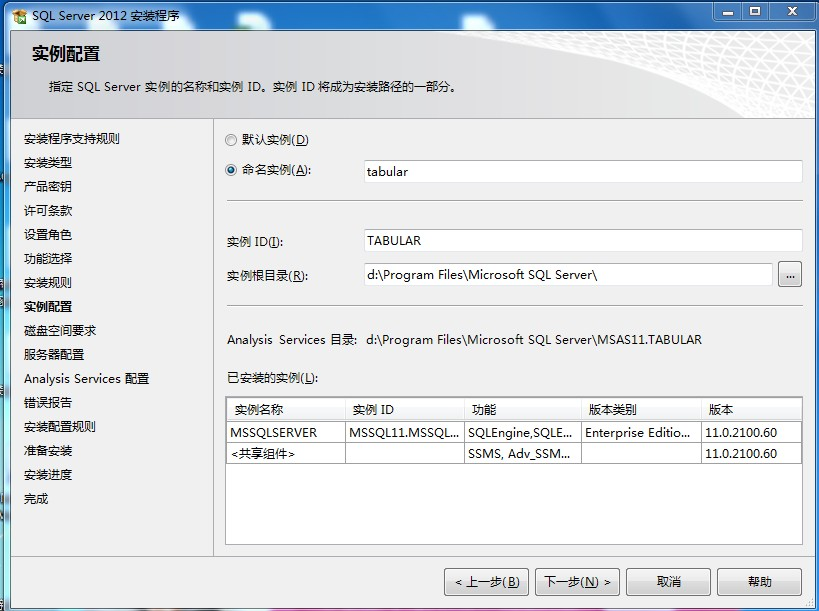 SQL Server 2012 安装程序
实例配置
指定 SQL Server 实例的名称和实例 ID。实例 ID 将成为安装路径的一部分。
安装程序支持规则
安装类型
产品密钥
许可条款
设置角色
功能选择
安装规则
实例配置
磁盘空间要求
服务器配置
Analysis Services 配置
错误报告
安装配置规则
准备安装
安装进度
完成
默认实例(D)
命名实例(A): tabular
实例 ID(I): TABULAR
实例根目录(R): d:\Program Files\Microsoft SQL Server\ ...
Analysis Services 目录: d:\Program Files\Microsoft SQL Server\MSAS11.TABULAR
已安装的实例(L):
实例名称 实例 ID 功能 版本类别 版本
MSSQLSERVER MSSQL11.MSSQL... SQLEngine,SQLE... Enterprise Editio... 11.0.2100.60
<共享组件> SSMS, Adv_SSM... 11.0.2100.60
< 上一步(B) 下一步(N) > 取消 帮助